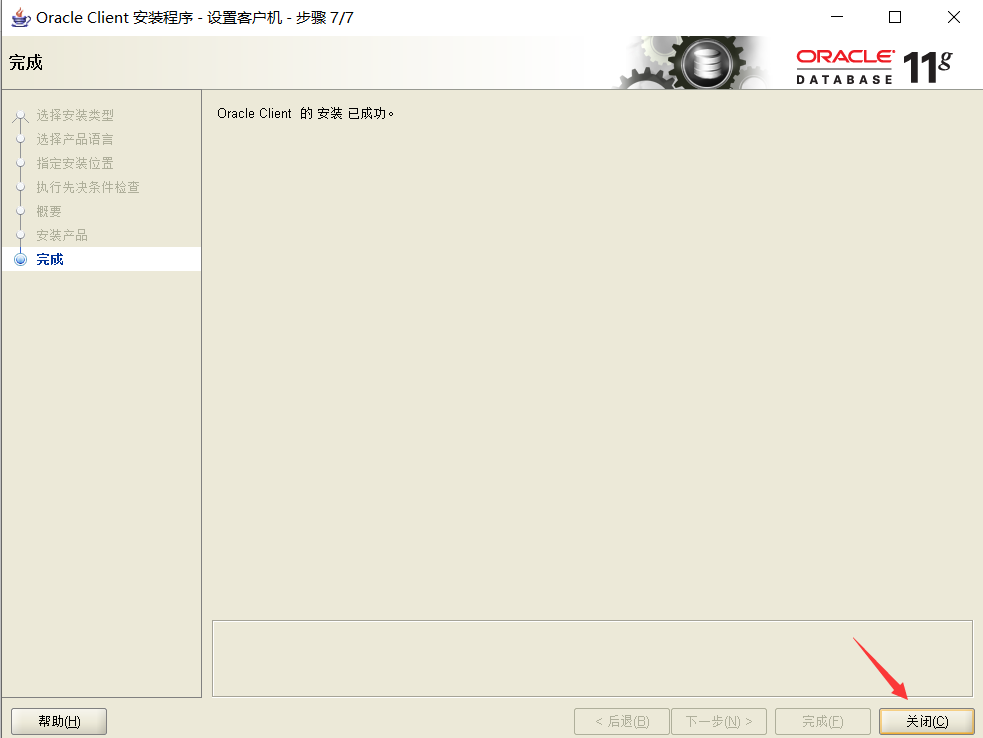 Oracle Client 安装程序 - 设置客户机 - 步骤 7/7
完成
ORACLE
DATABASE 11g
选择安装类型
选择产品语言
指定安装位置
执行先决条件检查
概要
安装产品
完成
Oracle Client 的 安装 已成功。
帮助(H)
< 后退(B)
下一步(N) >
完成(F)
关闭(C)